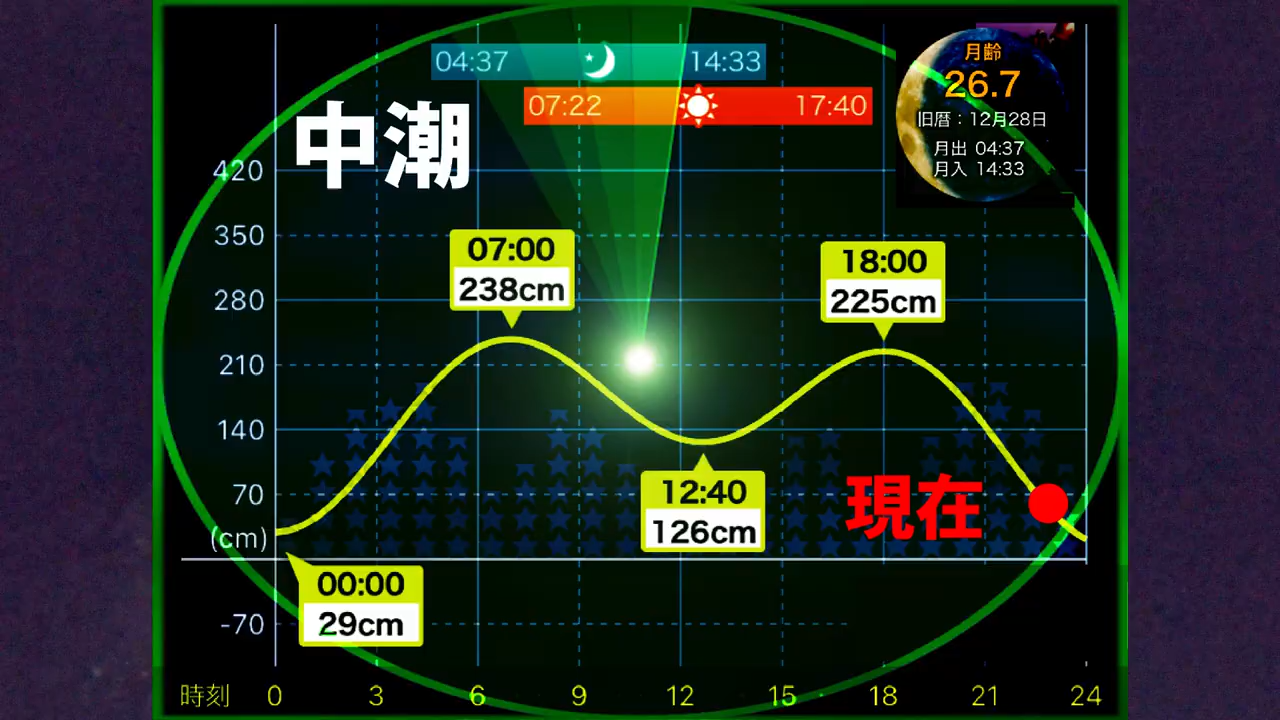 04:37 14:33
07:22 17:40
月齢
26.7
旧暦：12月28日
月出 04:37
月入 14:33
中潮
420
350
280
210
140
70
(cm)
-70
07:00
238cm
18:00
225cm
12:40
126cm
00:00
29cm
現在
時刻 0 3 6 9 12 15 18 21 24